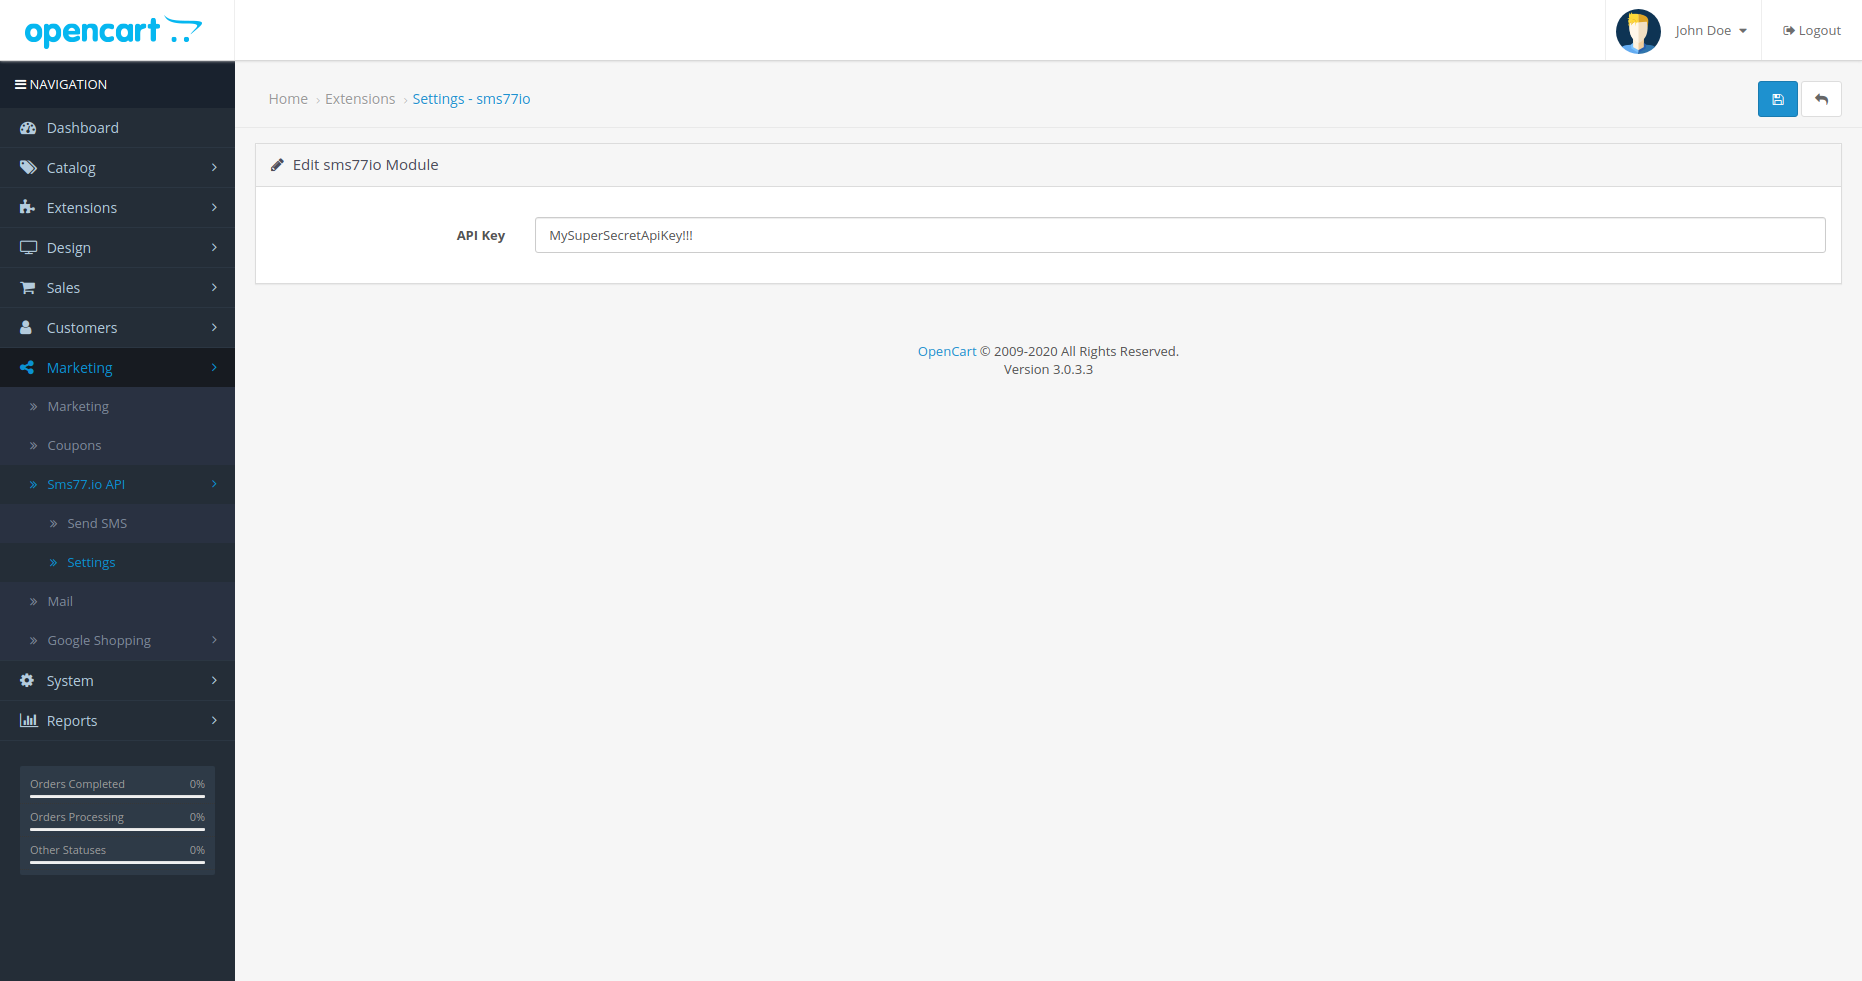 opencart
John Doe
Logout
NAVIGATION
Dashboard
Catalog
Extensions
Design
Sales
Customers
Marketing
Marketing
Coupons
Sms77.io API
Send SMS
Settings
Mail
Google Shopping
System
Reports
Orders Completed 0%
Orders Processing 0%
Other Statuses 0%
Home › Extensions › Settings - sms77io
Edit sms77io Module
API Key MySuperSecretApiKey!!!
OpenCart © 2009-2020 All Rights Reserved.
Version 3.0.3.3